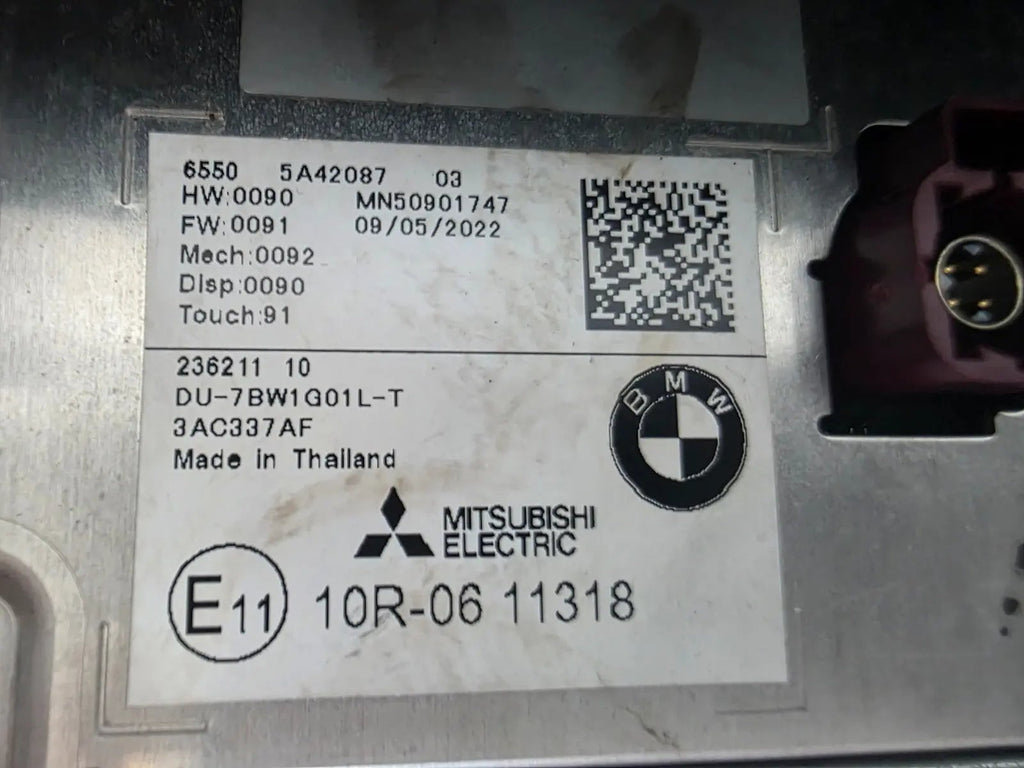 6550 5A42087 03
HW:0090 MN50901747
FW:0091 09/05/2022
Mech:0092
Disp:0090
Touch:91
236211 10
DU-7BW1G01L-T
3AC337AF
Made in Thailand
BMW
MITSUBISHI
ELECTRIC
E11 10R-06 11318